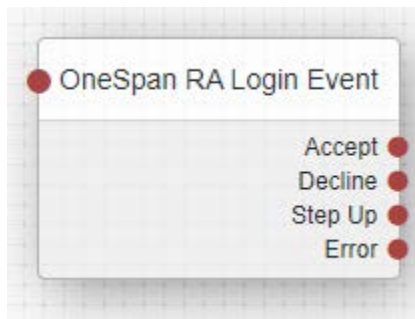 OneSpan RA Login Event
Accept
Decline
Step Up
Error